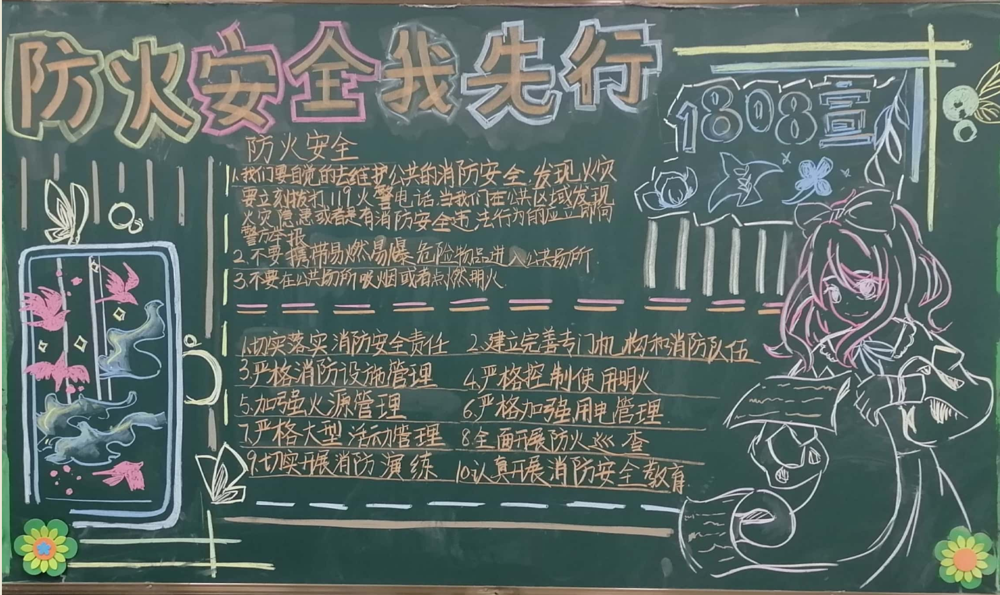 防火安全我先行
1808宣
防火安全
1.我们要自觉的去维护公共的消防安全,发现火灾
要立刻拨打119火警电话当我们在公共区域发现
火灾隐患或者是有消防安全违法行为的应立即向
警方举报
2.不要携带易燃易爆危险物品进入公共场所.
3.不要在公共场所吸烟或者点燃明火.
1.切实落实消防安全责任 2.建立完善专门机构和消防队伍
3.严格消防设施管理 4.严格控制使用明火
5.加强火源管理 6.严格加强用电管理.
7.严格大型活动管理 8.全面开展防火巡查
9.切实开展消防演练 10.认真开展消防安全教育